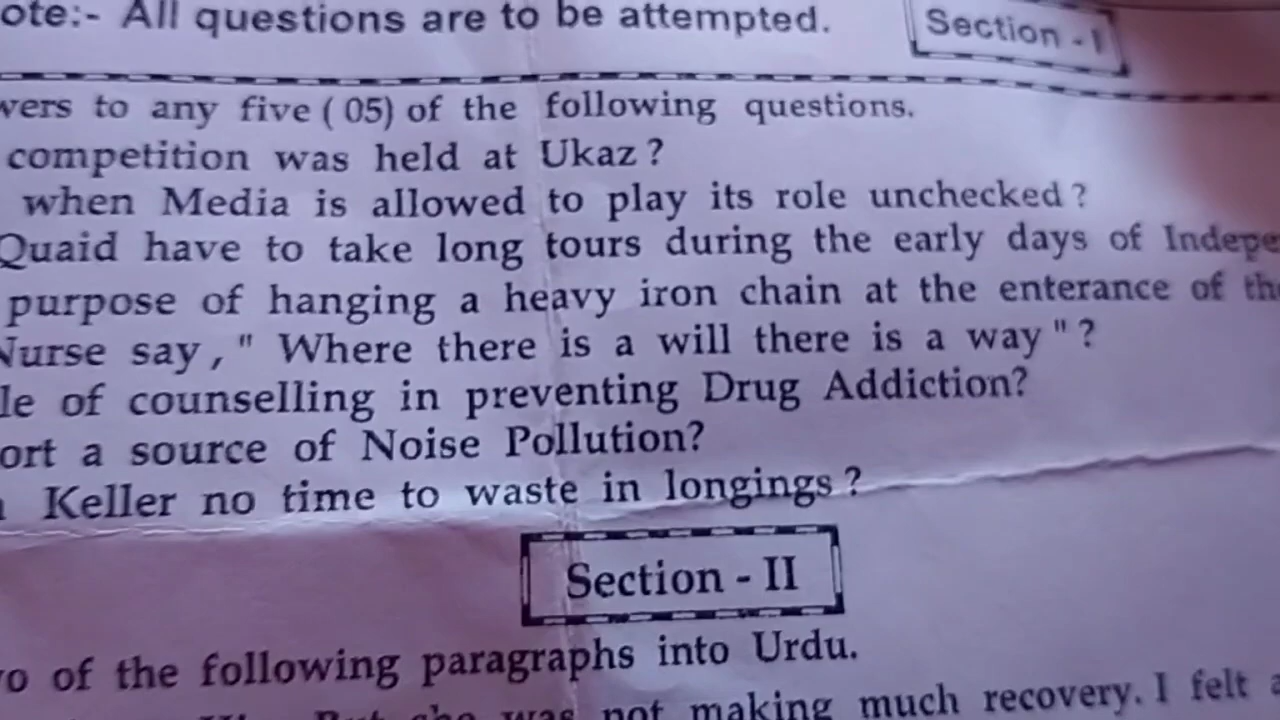 ote:- All questions are to be attempted.
Section - I
wers to any five ( 05) of the following questions.
competition was held at Ukaz ?
when Media is allowed to play its role unchecked ?
Quaid have to take long tours during the early days of Indepe
purpose of hanging a heavy iron chain at the enterance of th
Nurse say , " Where there is a will there is a way " ?
le of counselling in preventing Drug Addiction?
ort a source of Noise Pollution?
Keller no time to waste in longings ?
Section - II
of the following paragraphs into Urdu.
But she was not making much recovery. I felt a